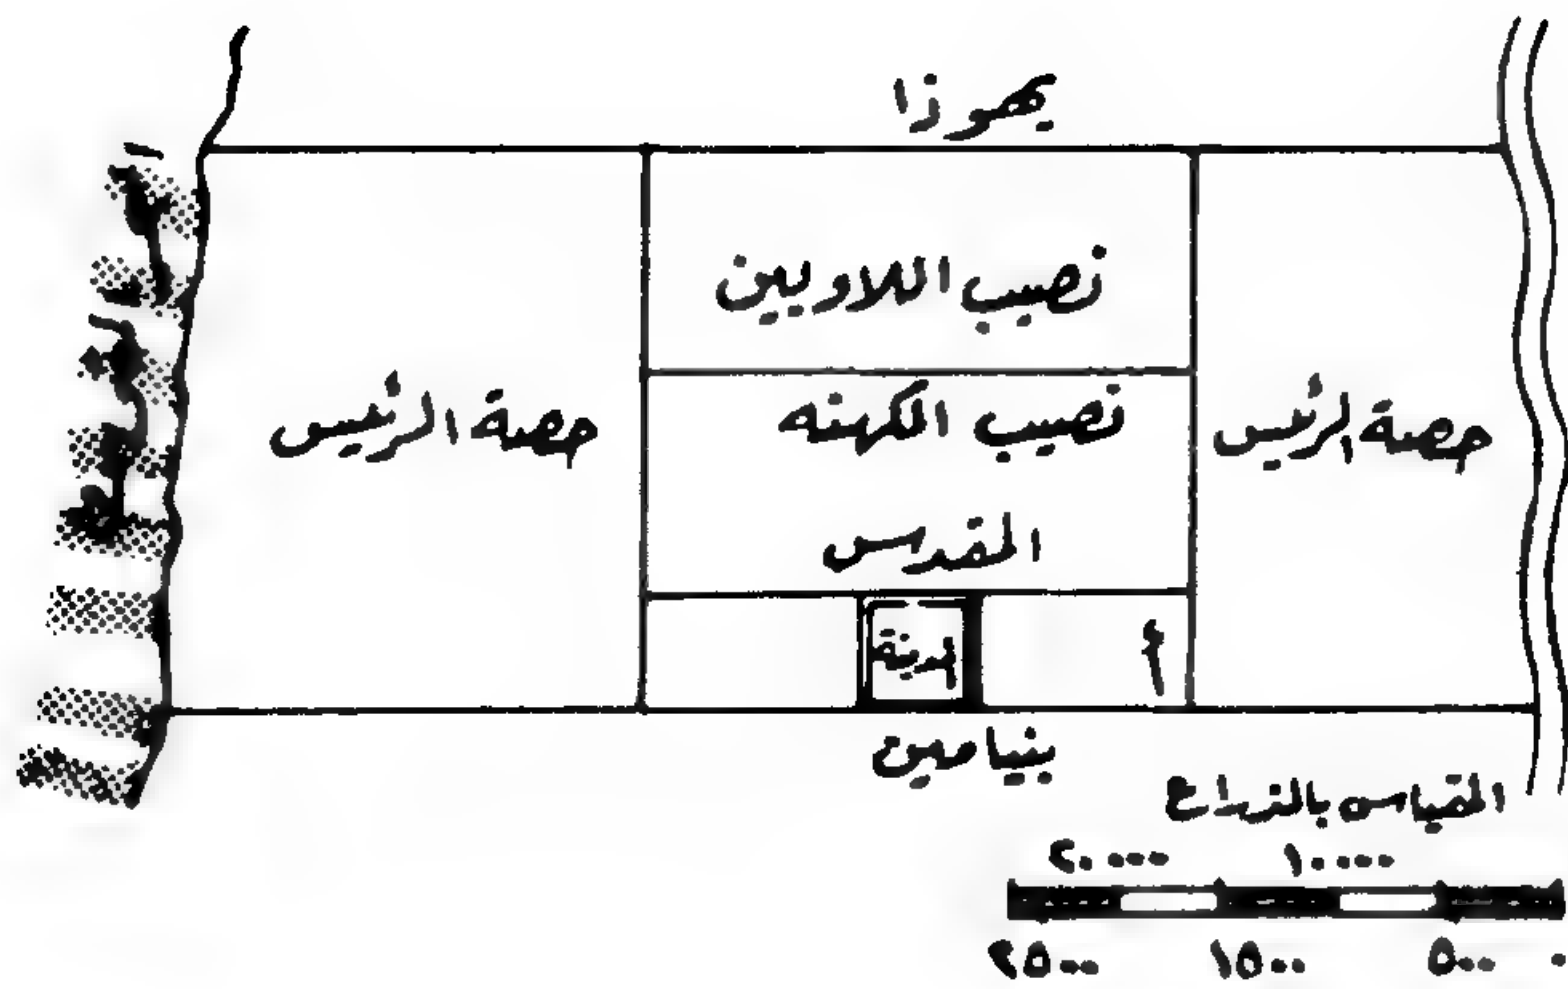 يهوذا
نصيب اللاويين
حصة الرئيس
نصيب الكهنه
حصة الرئيس
المقدس
المدينة
أ
بنيامين
المقياس بالذراع
١٠٠٠٠ ٢٠٠٠٠
٠ ٥٠٠٠ ١٥٠٠٠ ٢٥٠٠٠